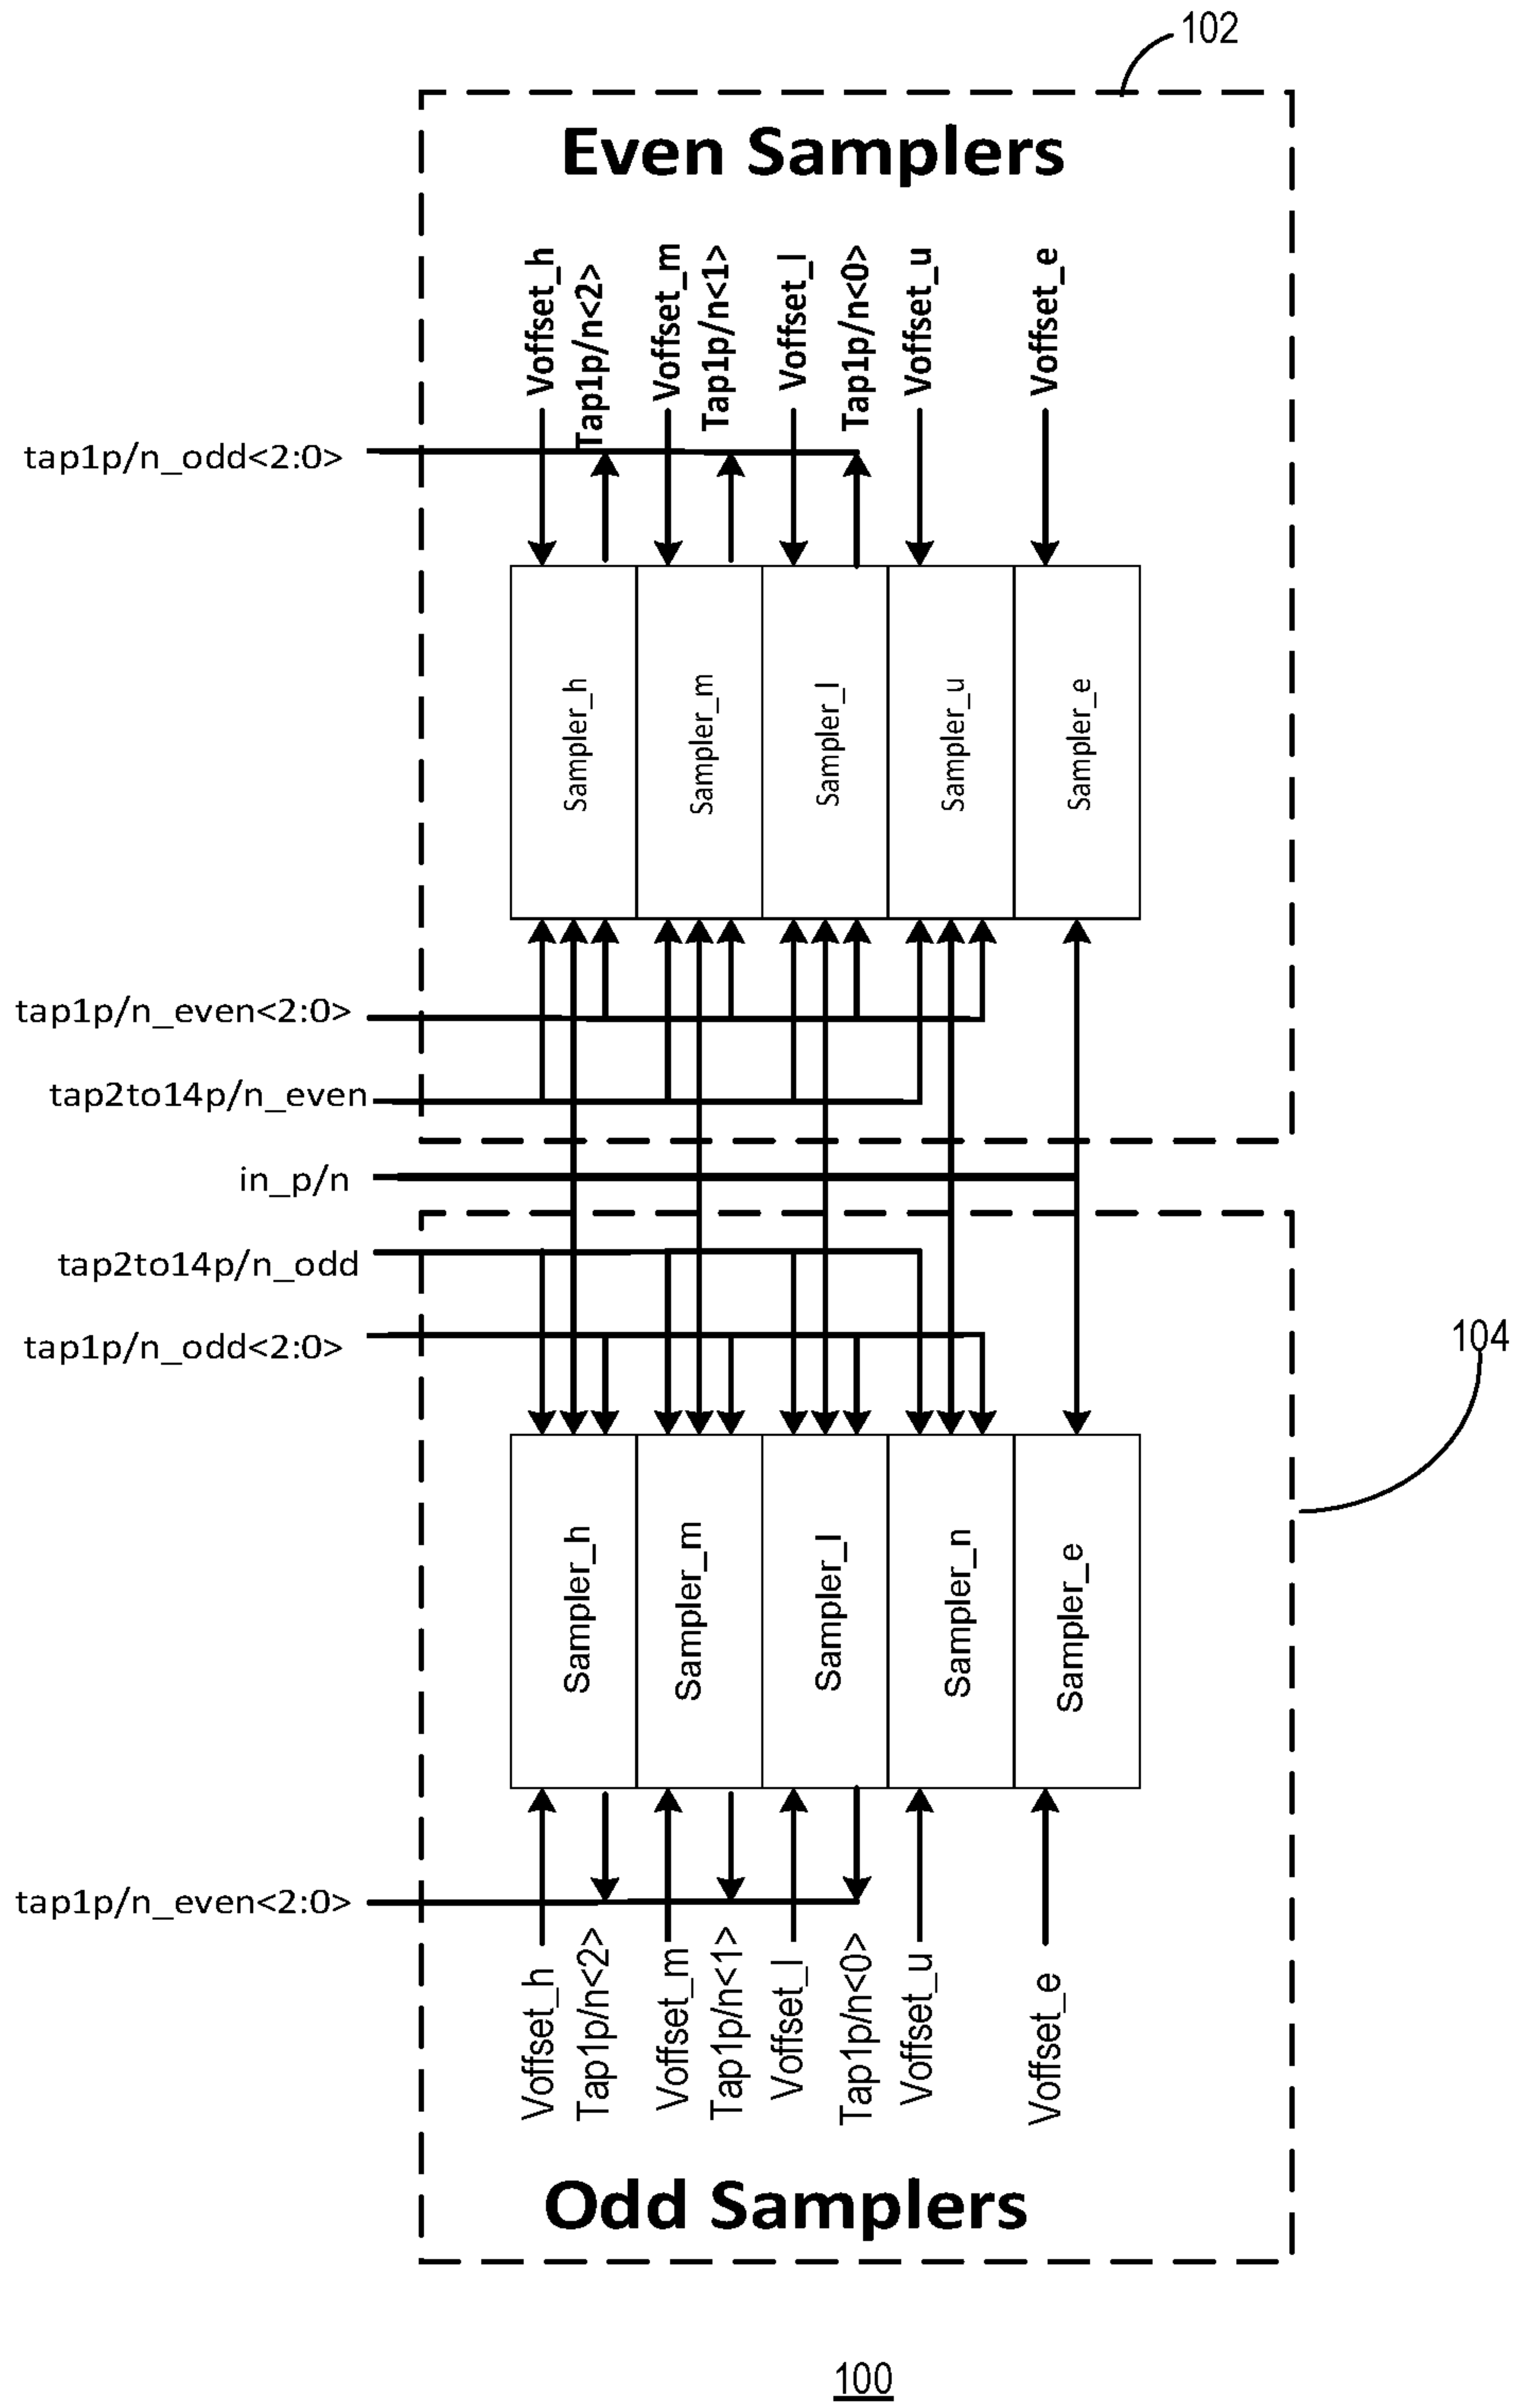 102
Even Samplers
Voffset_h
Tap1p/n<2>
Voffset_m
Tap1p/n<1>
Voffset_l
Tap1p/n<0>
Voffset_u
Voffset_e
tap1p/n_odd<2:0>
Sampler_h
Sampler_m
Sampler_l
Sampler_u
Sampler_e
tap1p/n_even<2:0>
tap2to14p/n_even
in_p/n
tap2to14p/n_odd
tap1p/n_odd<2:0>
104
Sampler_h
Sampler_m
Sampler_l
Sampler_n
Sampler_e
tap1p/n_even<2:0>
Voffset_h
Tap1p/n<2>
Voffset_m
Tap1p/n<1>
Voffset_l
Tap1p/n<0>
Voffset_u
Voffset_e
Odd Samplers
100